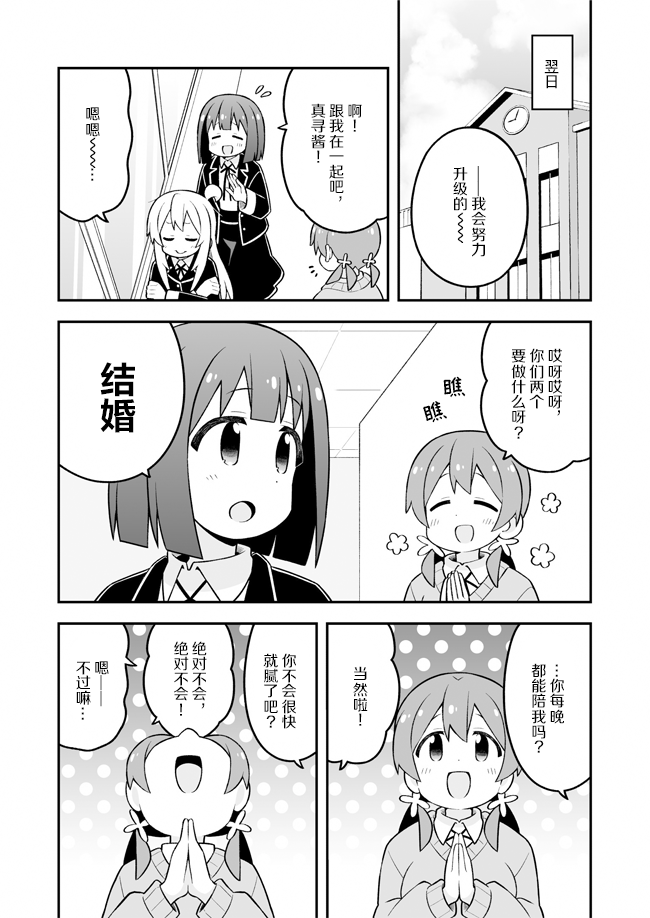 翌日
——我会努力
升级的~~~
啊！
跟我在一起吧，
真寻酱！
嗯嗯~~~…
哎呀哎呀，
你们两个
要做什么呀？
瞧
瞧
结婚
…你每晚
都能陪我吗？
当然啦！
你不会很快
就腻了吧？
绝对不会，
绝对不会！
嗯——
不过嘛…